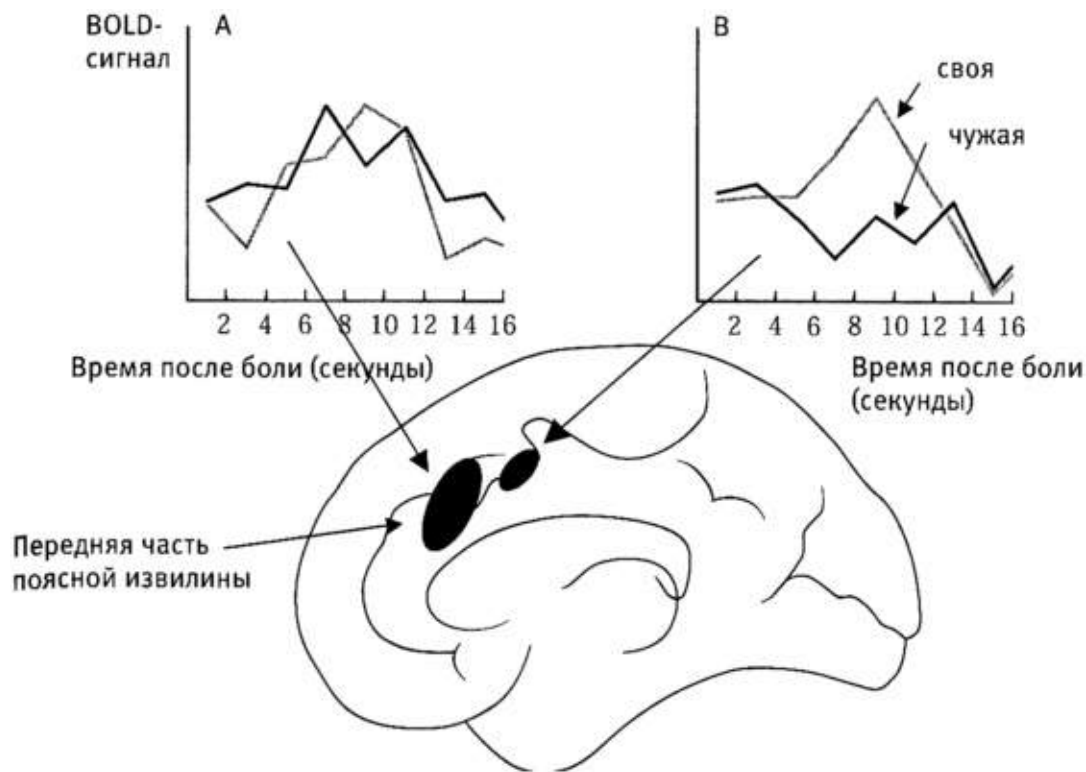 BOLD-
сигнал
A
B
своя
чужая
2 4 6 8 10 12 14 16
Время после боли (секунды)
2 4 6 8 10 12 14 16
Время после боли
(секунды)
Передняя часть
поясной извилины